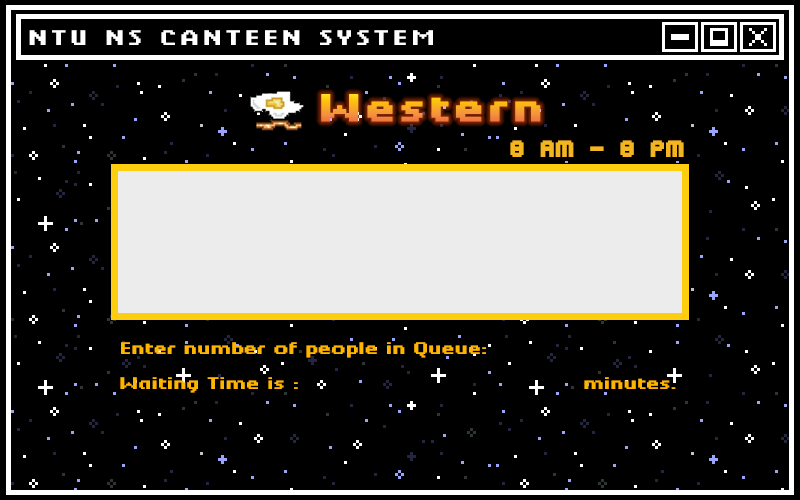 NTU NS CANTEEN SYSTEM
Western
8 AM - 8 PM
Enter number of people in Queue:
Waiting Time is : minutes.